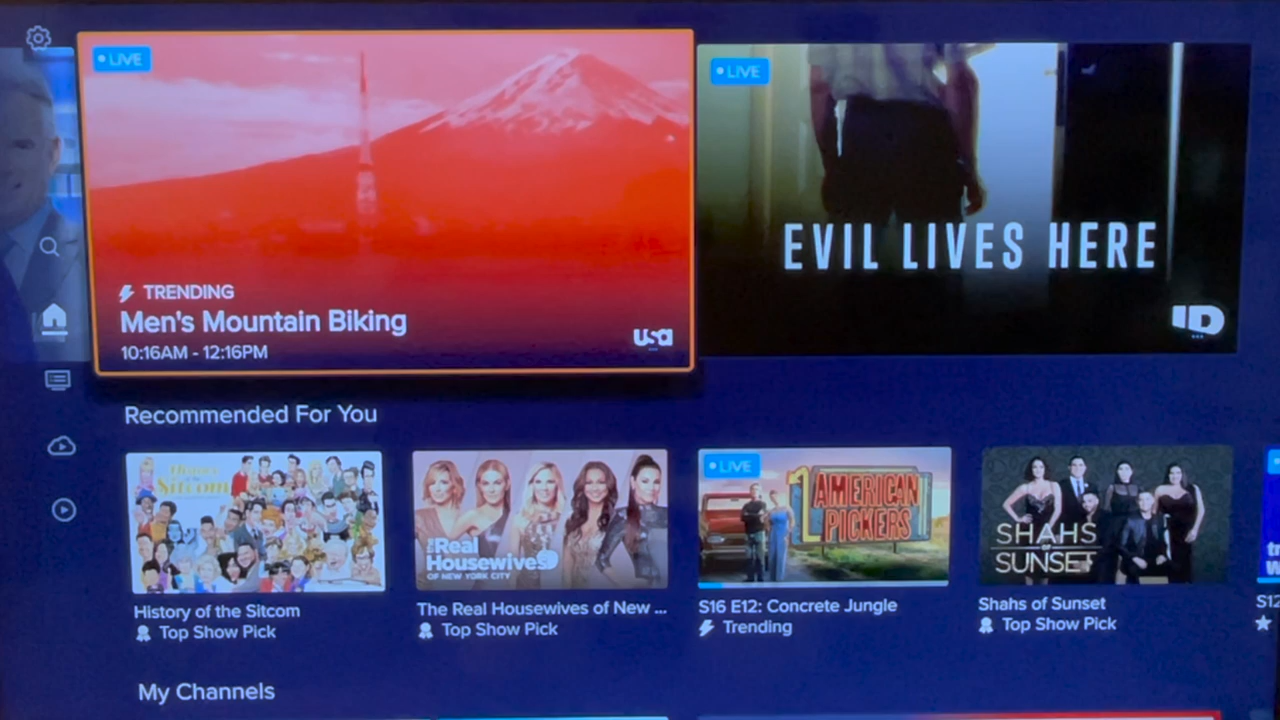 LIVE
TRENDING
Men's Mountain Biking
10:16AM - 12:16PM
usa
LIVE
EVIL LIVES HERE
ID
Recommended For You
History
of the
Sitcom
History of the Sitcom
Top Show Pick
THE Real
Housewives
OF NEW YORK CITY
The Real Housewives of New ...
Top Show Pick
LIVE
AMERICAN
PICKERS
S16 E12: Concrete Jungle
Trending
SHAHS
OF
SUNSET
Shahs of Sunset
Top Show Pick
S12
My Channels